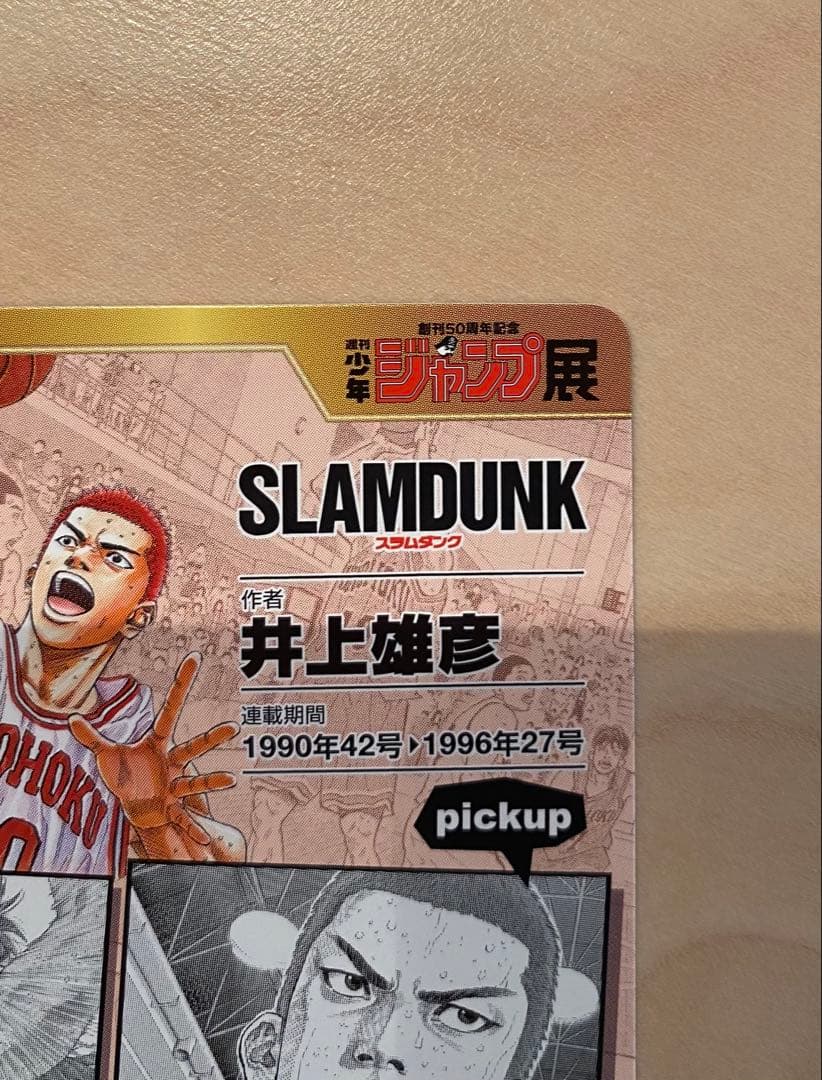 創刊50周年記念
週刊少年ジャンプ展
SLAMDUNK
スラムダンク
作者
井上雄彦
連載期間
1990年42号▶1996年27号
OHOKU
0
pickup